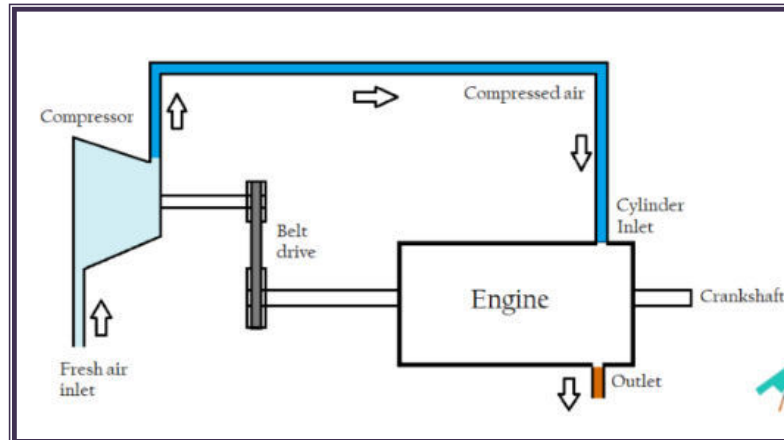 Compressor
Compressed air
Cylinder
Inlet
Belt
drive
Engine
Crankshaft
Fresh air
inlet
Outlet